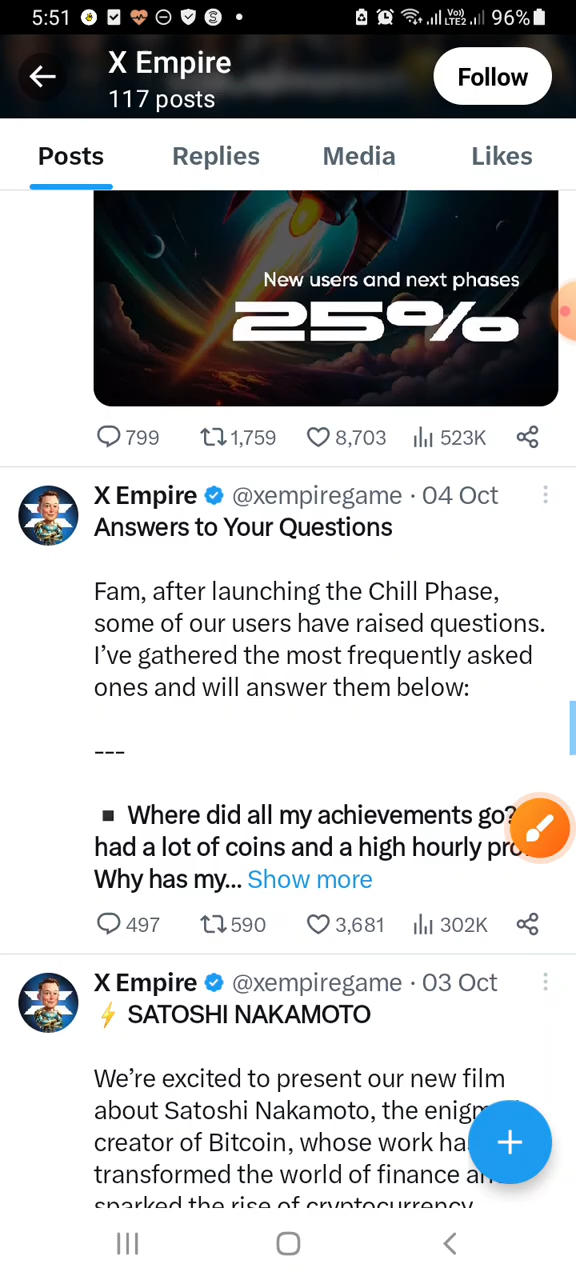 5:51
Vo))
LTE2
96%
X Empire
117 posts
Follow
Posts
Replies
Media
Likes
New users and next phases
25%
799
1,759
8,703
523K
X Empire @xempiregame · 04 Oct
Answers to Your Questions
Fam, after launching the Chill Phase,
some of our users have raised questions.
I’ve gathered the most frequently asked
ones and will answer them below:
---
▪ Where did all my achievements go?
had a lot of coins and a high hourly
Why has my... Show more
497
590
3,681
302K
X Empire @xempiregame · 03 Oct
⚡ SATOSHI NAKAMOTO
We’re excited to present our new film
about Satoshi Nakamoto, the
creator of Bitcoin, whose work
transformed the world of finance
sparked the rise of cryptocurrency